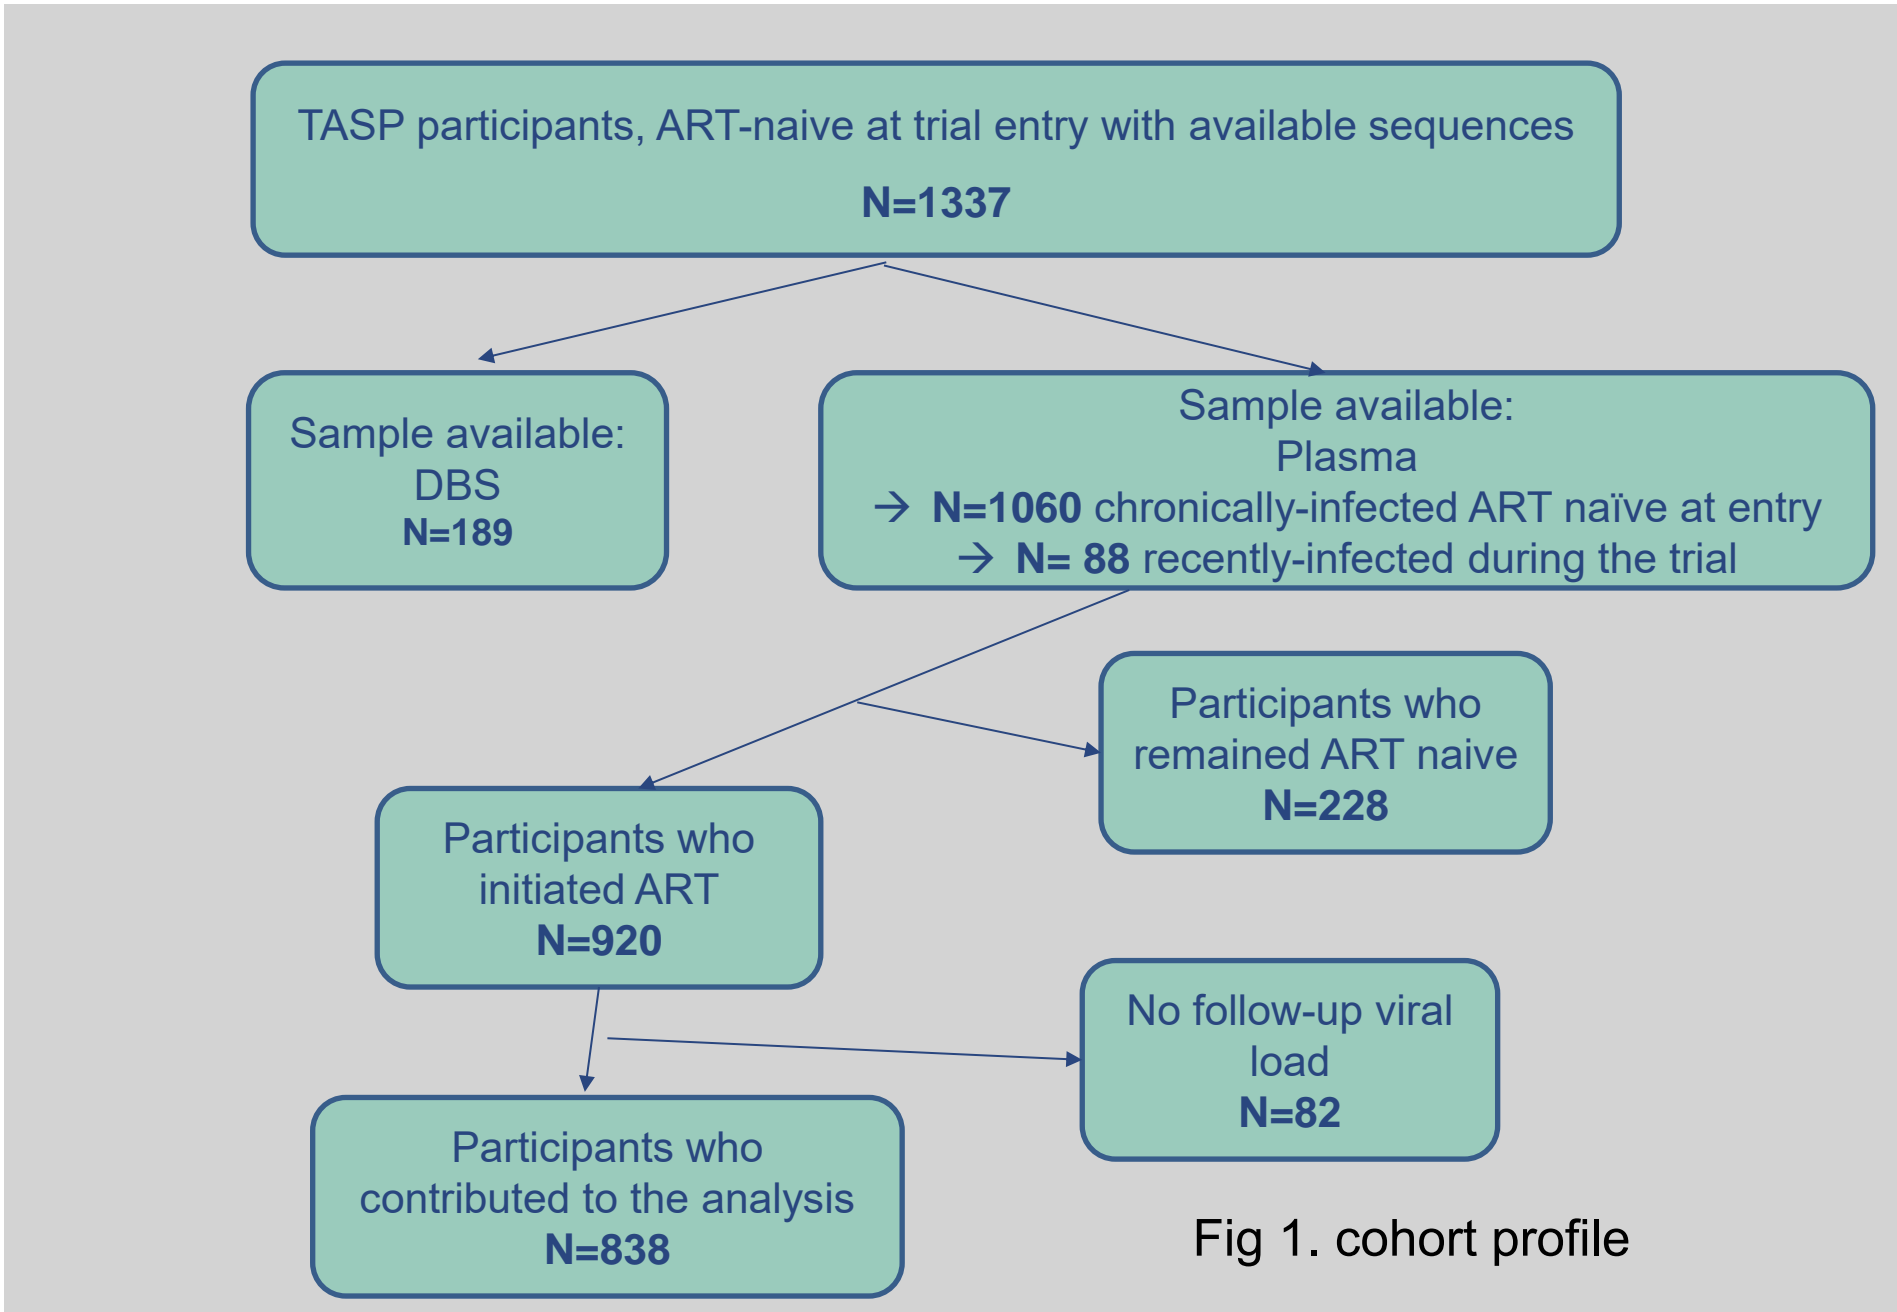 TASP participants, ART-naive at trial entry with available sequences
N=1337
Sample available:
DBS
N=189
Sample available:
Plasma
→ N=1060 chronically-infected ART naïve at entry
→ N= 88 recently-infected during the trial
Participants who
remained ART naive
N=228
Participants who
initiated ART
N=920
No follow-up viral
load
N=82
Participants who
contributed to the analysis
N=838
Fig 1. cohort profile